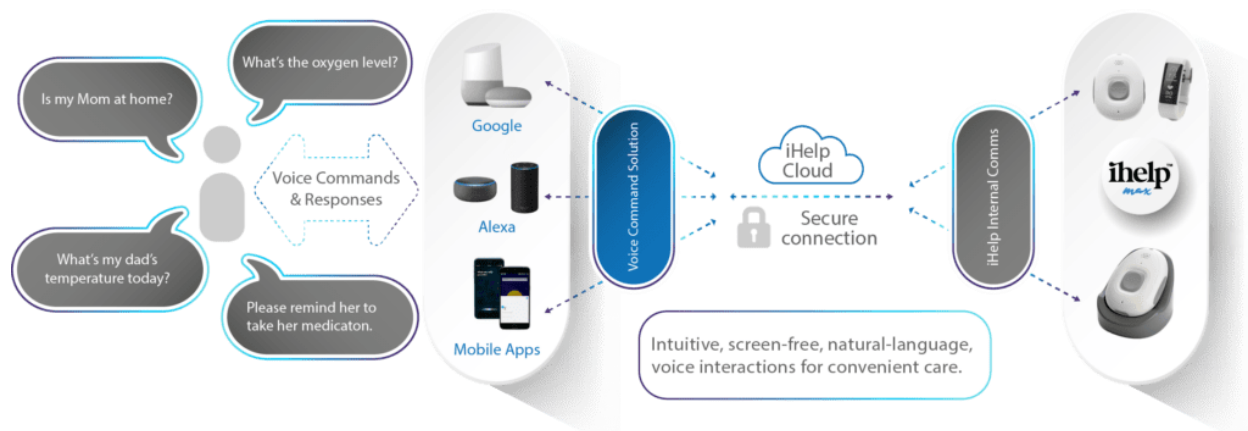 What's the oxygen level?
Is my Mom at home?
Voice Commands
& Responses
What's my dad's
temperature today?
Please remind her to
take her medicaton.
Google
Alexa
Mobile Apps
Voice Command Solution
iHelp
Cloud
Secure
connection
Intuitive, screen-free, natural-language,
voice interactions for convenient care.
iHelp Internal Comms
ihelp™
max